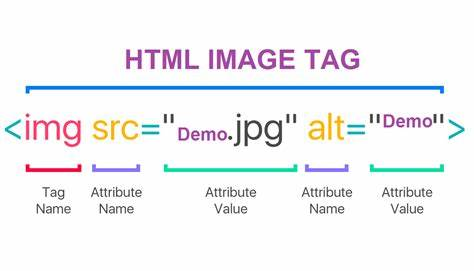 HTML IMAGE TAG
<img src="Demo.jpg" alt="Demo">
Tag Name
Attribute Name
Attribute Value
Attribute Name
Attribute Value